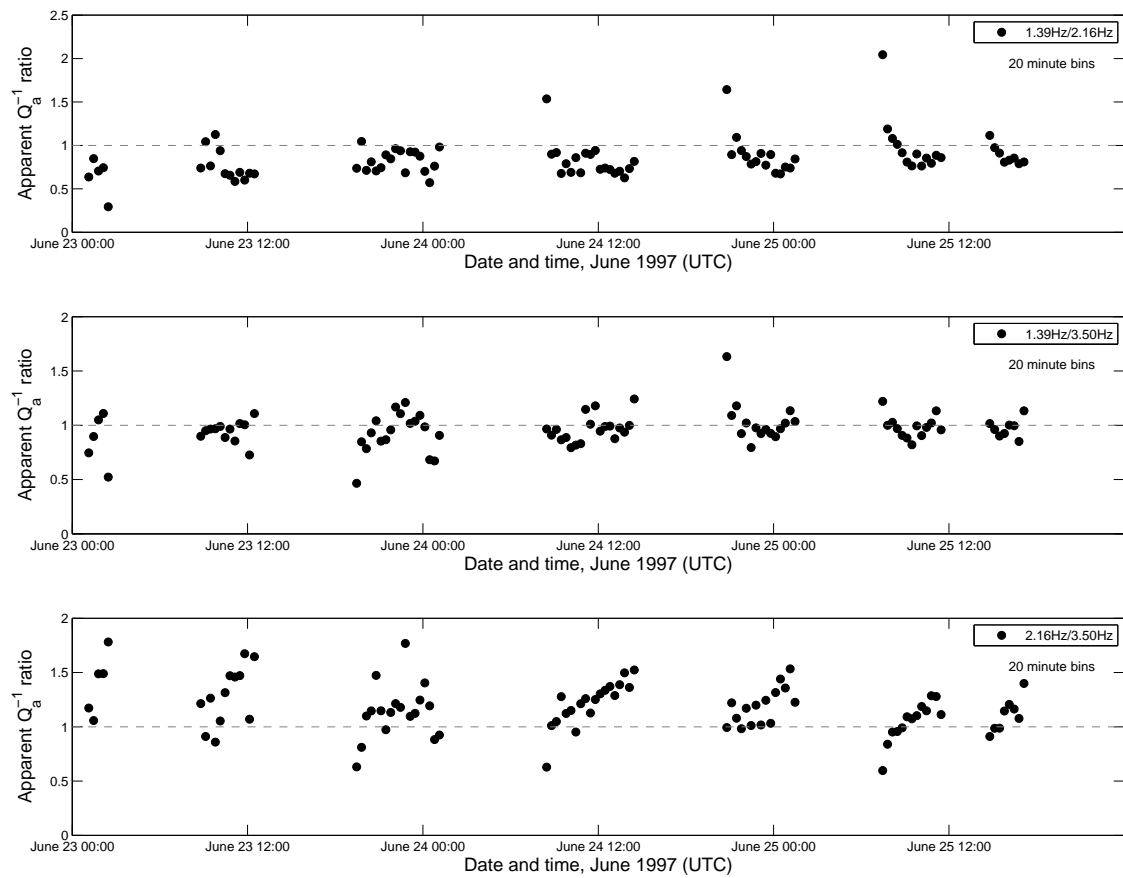 2.5
2
1.5
1
0.5
0
Apparent Q_a^{-1} ratio
1.39Hz/2.16Hz
20 minute bins
June 23 00:00 June 23 12:00 June 24 00:00 June 24 12:00 June 25 00:00 June 25 12:00
Date and time, June 1997 (UTC)
2
1.5
1
0.5
0
Apparent Q_a^{-1} ratio
1.39Hz/3.50Hz
20 minute bins
June 23 00:00 June 23 12:00 June 24 00:00 June 24 12:00 June 25 00:00 June 25 12:00
Date and time, June 1997 (UTC)
2
1.5
1
0.5
0
Apparent Q_a^{-1} ratio
2.16Hz/3.50Hz
20 minute bins
June 23 00:00 June 23 12:00 June 24 00:00 June 24 12:00 June 25 00:00 June 25 12:00
Date and time, June 1997 (UTC)